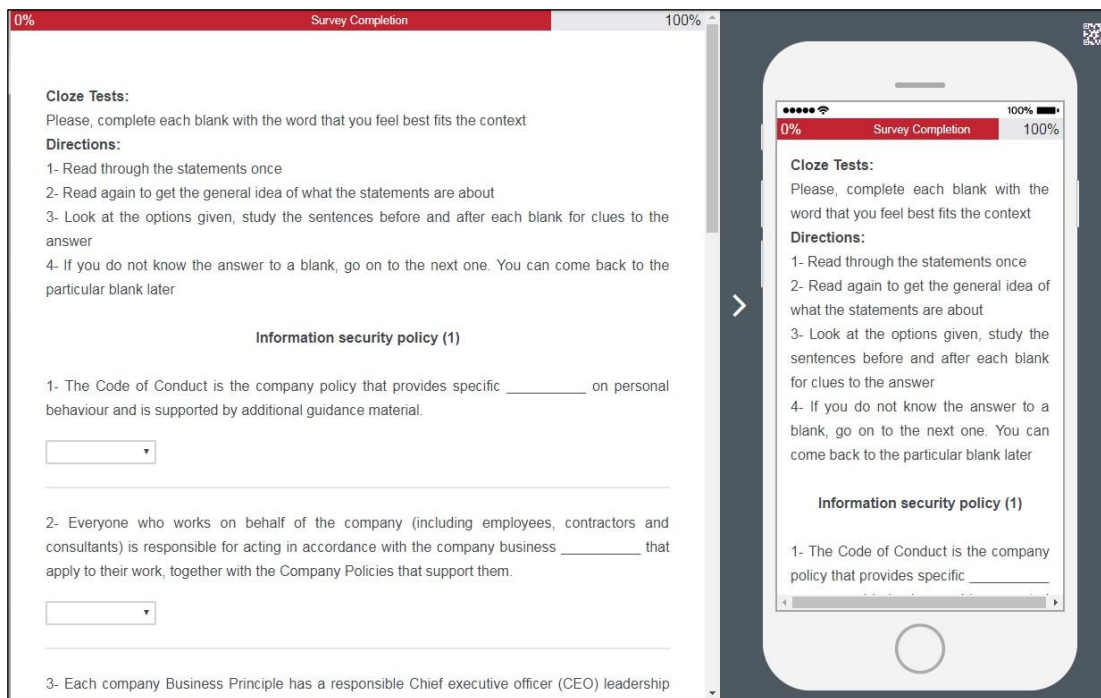 0% Survey Completion 100%
Cloze Tests:
Please, complete each blank with the word that you feel best fits the context
Directions:
1- Read through the statements once
2- Read again to get the general idea of what the statements are about
3- Look at the options given, study the sentences before and after each blank for clues to the
answer
4- If you do not know the answer to a blank, go on to the next one. You can come back to the
particular blank later
Information security policy (1)
1- The Code of Conduct is the company policy that provides specific __________ on personal
behaviour and is supported by additional guidance material.
2- Everyone who works on behalf of the company (including employees, contractors and
consultants) is responsible for acting in accordance with the company business __________ that
apply to their work, together with the Company Policies that support them.
3- Each company Business Principle has a responsible Chief executive officer (CEO) leadership
100%
0% Survey Completion 100%
Cloze Tests:
Please, complete each blank with the
word that you feel best fits the context
Directions:
1- Read through the statements once
2- Read again to get the general idea of
what the statements are about
3- Look at the options given, study the
sentences before and after each blank
for clues to the answer
4- If you do not know the answer to a
blank, go on to the next one. You can
come back to the particular blank later
Information security policy (1)
1- The Code of Conduct is the company
policy that provides specific __________